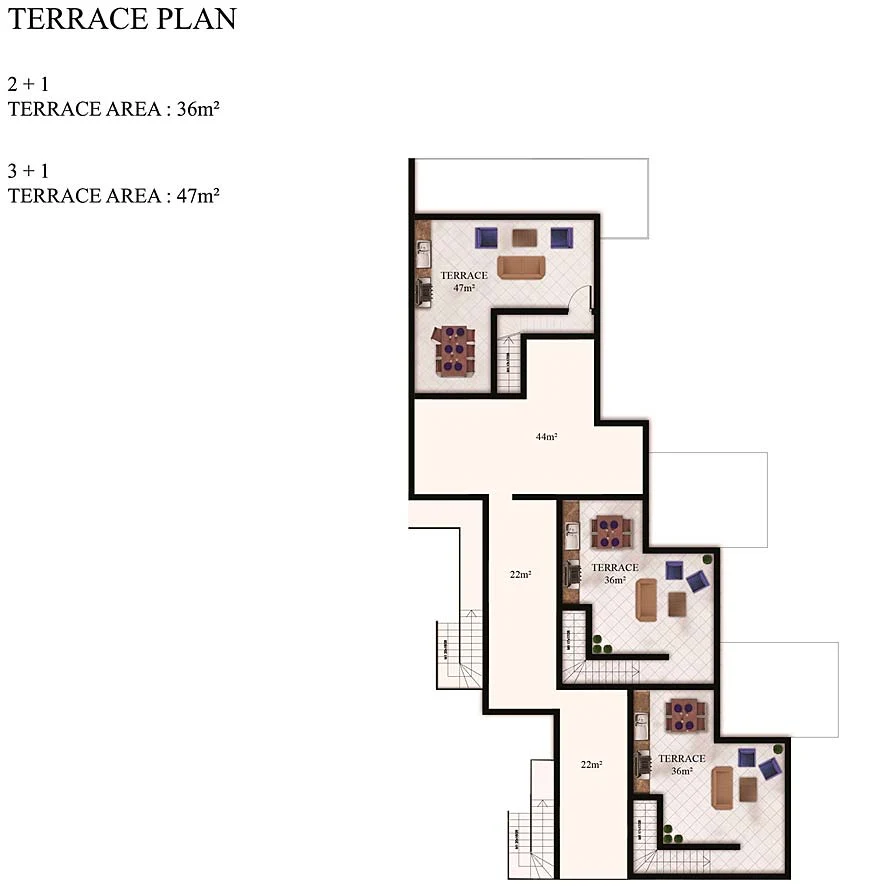 TERRACE PLAN
2 + 1
TERRACE AREA : 36m²
3 + 1
TERRACE AREA : 47m²
TERRACE
47m²
44m²
22m²
TERRACE
36m²
22m²
TERRACE
36m²